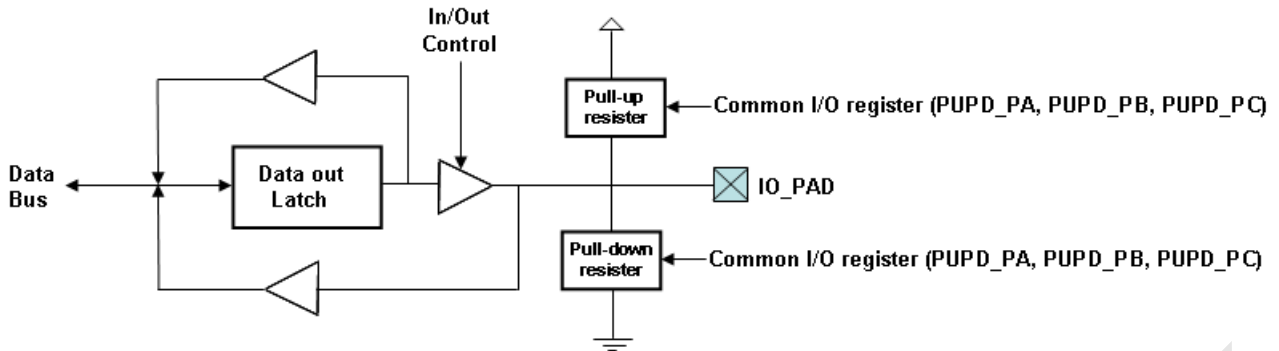 In/Out
Control
Pull-up
resister
Common I/O register (PUPD_PA, PUPD_PB, PUPD_PC)
Data
Bus
Data out
Latch
IO_PAD
Pull-down
resister
Common I/O register (PUPD_PA, PUPD_PB, PUPD_PC)